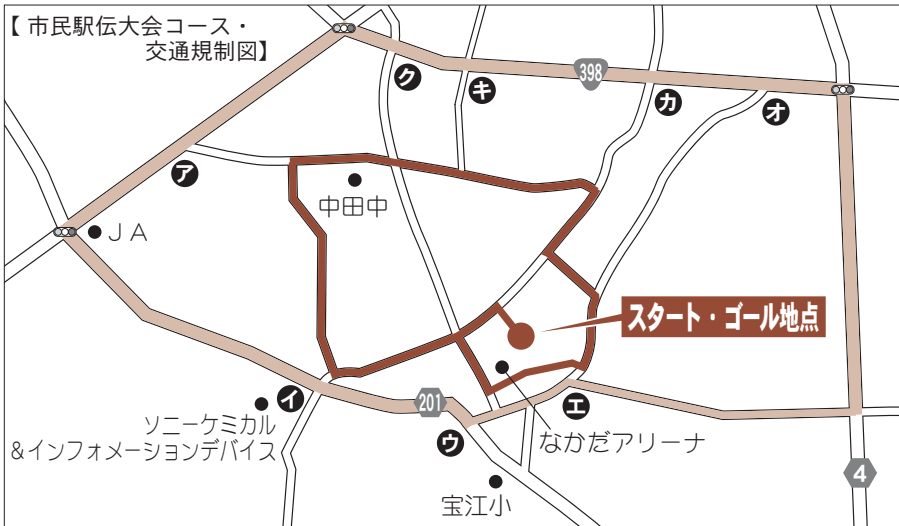 【市民駅伝大会コース・
交通規制図】
ク
キ
398
カ
オ
ア
中田中
JA
スタート・ゴール地点
イ
201
エ
ソニーケミカル
&インフォメーションデバイス
ウ
なかだアリーナ
4
宝江小